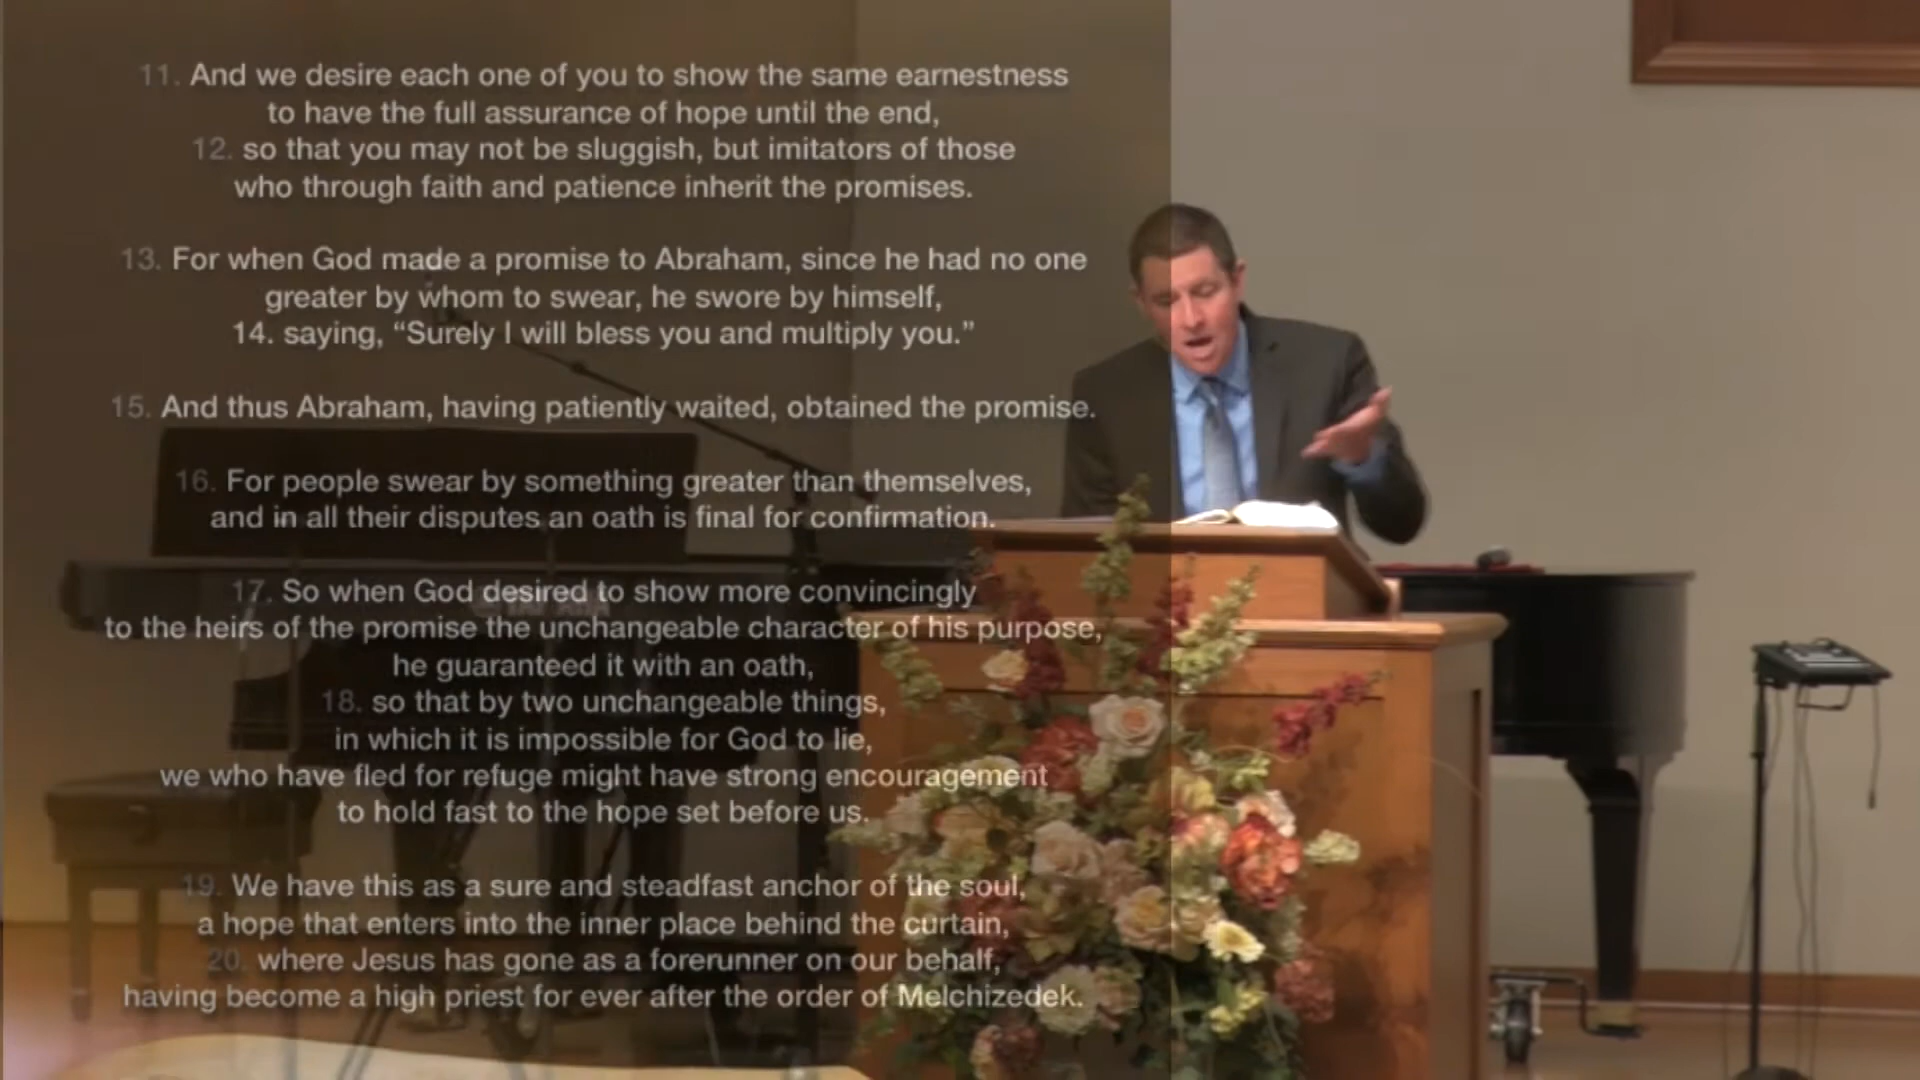 11. And we desire each one of you to show the same earnestness
to have the full assurance of hope until the end,
12. so that you may not be sluggish, but imitators of those
who through faith and patience inherit the promises.
13. For when God made a promise to Abraham, since he had no one
greater by whom to swear, he swore by himself,
14. saying, “Surely I will bless you and multiply you.”
15. And thus Abraham, having patiently waited, obtained the promise.
16. For people swear by something greater than themselves,
and in all their disputes an oath is final for confirmation.
17. So when God desired to show more convincingly
to the heirs of the promise the unchangeable character of his purpose,
he guaranteed it with an oath,
18. so that by two unchangeable things,
in which it is impossible for God to lie,
we who have fled for refuge might have strong encouragement
to hold fast to the hope set before us.
19. We have this as a sure and steadfast anchor of the soul,
a hope that enters into the inner place behind the curtain,
20. where Jesus has gone as a forerunner on our behalf,
having become a high priest for ever after the order of Melchizedek.